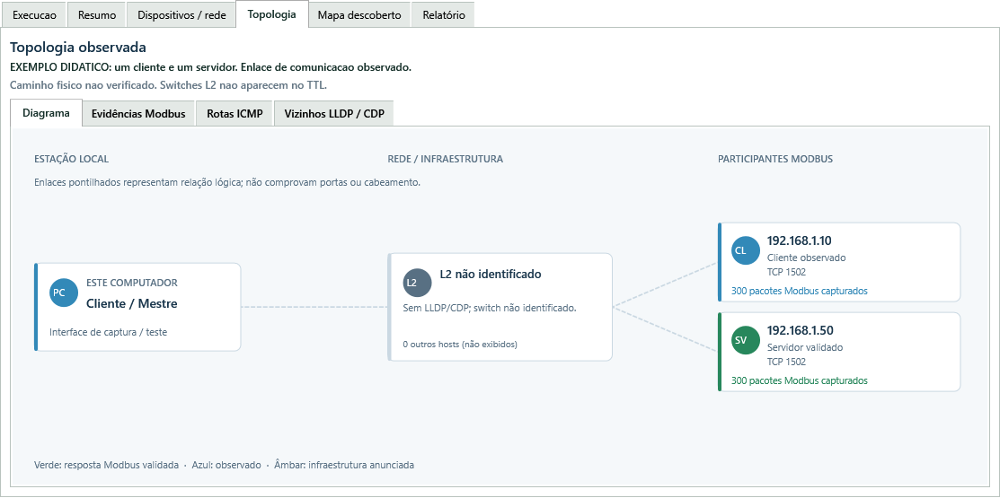 Execucao
Resumo
Dispositivos / rede
Topologia
Mapa descoberto
Relatório
Topologia observada
EXEMPLO DIDATICO: um cliente e um servidor. Enlace de comunicacao observado.
Caminho fisico nao verificado. Switches L2 nao aparecem no TTL.
Diagrama
Evidências Modbus
Rotas ICMP
Vizinhos LLDP / CDP
ESTAÇÃO LOCAL
REDE / INFRAESTRUTURA
PARTICIPANTES MODBUS
Enlaces pontilhados representam relação lógica; não comprovam portas ou cabeamento.
PC
ESTE COMPUTADOR
Cliente / Mestre
Interface de captura / teste
L2
L2 não identificado
Sem LLDP/CDP; switch não identificado.
0 outros hosts (não exibidos)
CL
192.168.1.10
Cliente observado
TCP 1502
300 pacotes Modbus capturados
SV
192.168.1.50
Servidor validado
TCP 1502
300 pacotes Modbus capturados
Verde: resposta Modbus validada · Azul: observado · Âmbar: infraestrutura anunciada